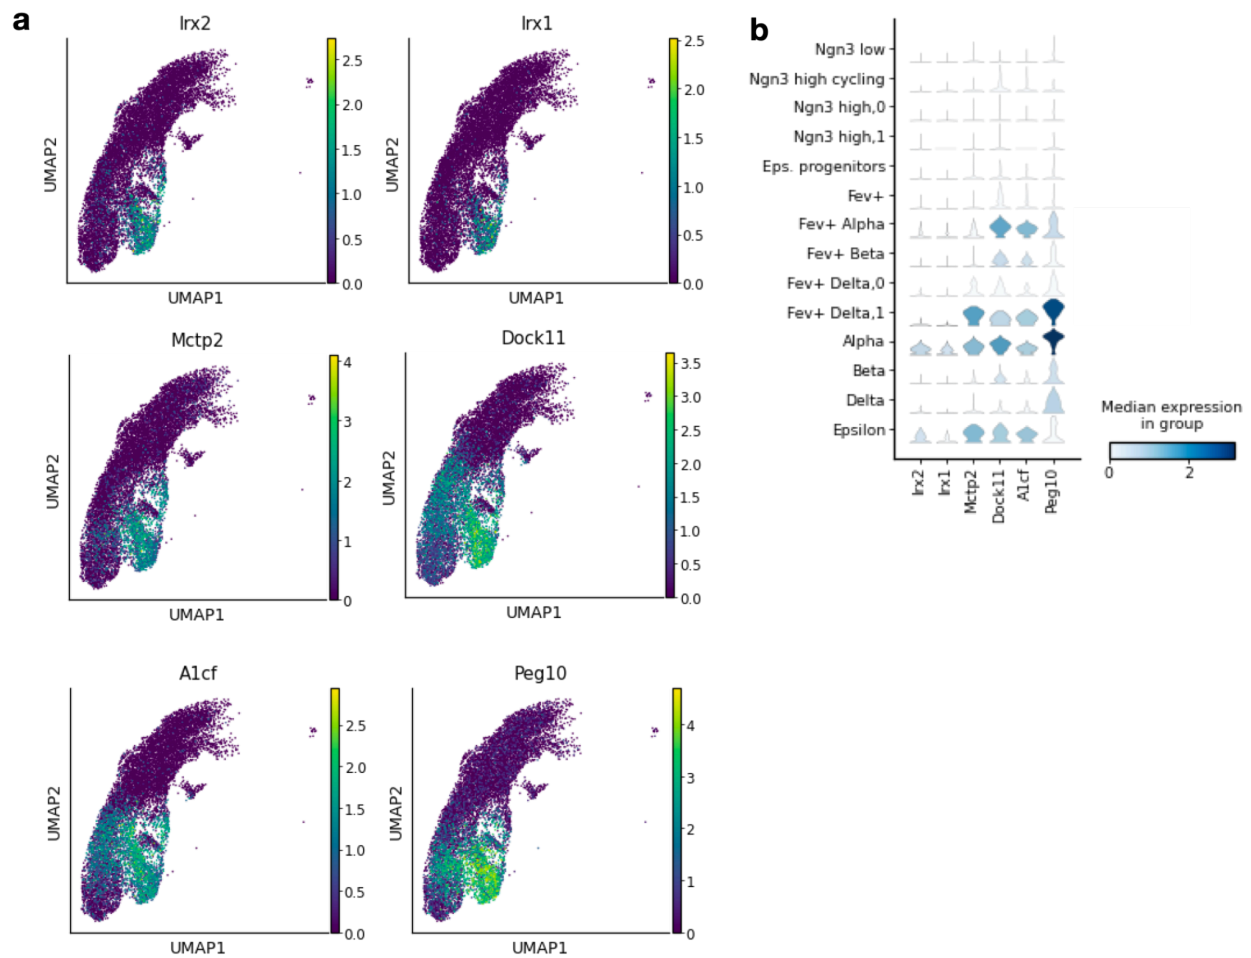 a
Irx2
UMAP2
UMAP1
2.5
2.0
1.5
1.0
0.5
0.0
Irx1
UMAP2
UMAP1
2.5
2.0
1.5
1.0
0.5
0.0
Mctp2
UMAP2
UMAP1
4
3
2
1
0
Dock11
UMAP2
UMAP1
3.5
3.0
2.5
2.0
1.5
1.0
0.5
0.0
A1cf
UMAP2
UMAP1
2.5
2.0
1.5
1.0
0.5
0.0
Peg10
UMAP2
UMAP1
4
3
2
1
0
b
Ngn3 low
Ngn3 high cycling
Ngn3 high,0
Ngn3 high,1
Eps. progenitors
Fev+
Fev+ Alpha
Fev+ Beta
Fev+ Delta,0
Fev+ Delta,1
Alpha
Beta
Delta
Epsilon
Irx2
Irx1
Mctp2
Dock11
A1cf
Peg10
Median expression
in group
0
2